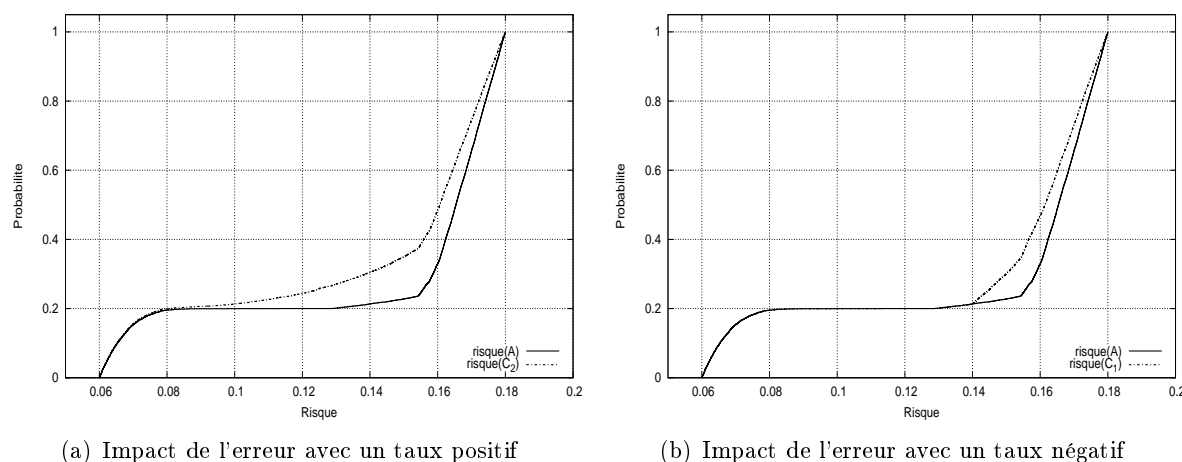 1
0.8
0.6
0.4
0.2
0
Probabilite
0.06 0.08 0.1 0.12 0.14 0.16 0.18 0.2
Risque
risque(A)
risque(C2)
(a) Impact de l'erreur avec un taux positif
1
0.8
0.6
0.4
0.2
0
Probabilite
0.06 0.08 0.1 0.12 0.14 0.16 0.18 0.2
Risque
risque(A)
risque(C1)
(b) Impact de l'erreur avec un taux négatif